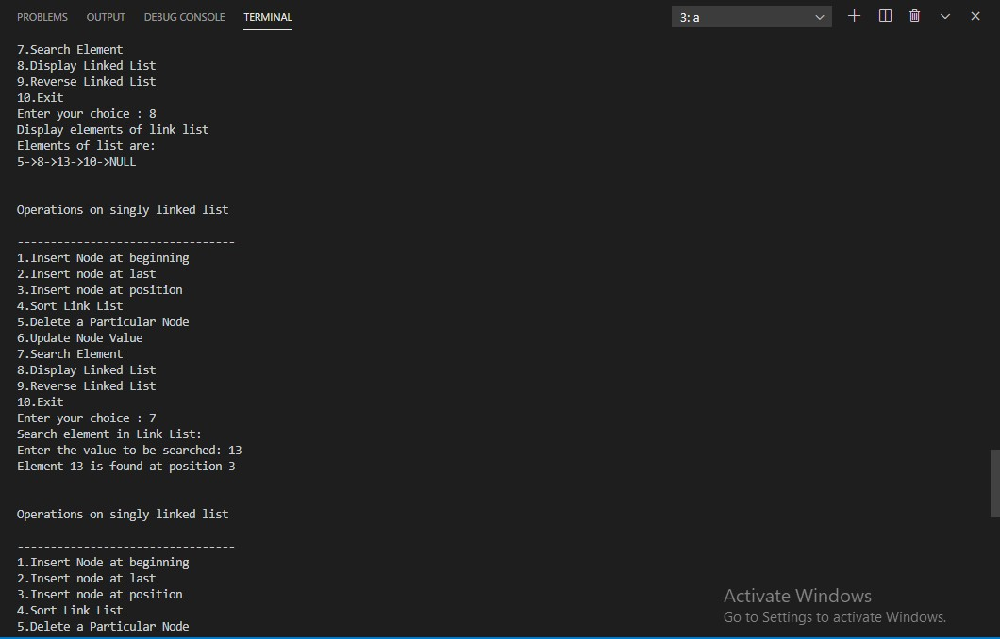 PROBLEMS OUTPUT DEBUG CONSOLE TERMINAL 3: a
7.Search Element
8.Display Linked List
9.Reverse Linked List
10.Exit
Enter your choice : 8
Display elements of link list
Elements of list are:
5->8->13->10->NULL
Operations on singly linked list
---------------------------------
1.Insert Node at beginning
2.Insert node at last
3.Insert node at position
4.Sort Link List
5.Delete a Particular Node
6.Update Node Value
7.Search Element
8.Display Linked List
9.Reverse Linked List
10.Exit
Enter your choice : 7
Search element in Link List:
Enter the value to be searched: 13
Element 13 is found at position 3
Operations on singly linked list
---------------------------------
1.Insert Node at beginning
2.Insert node at last
3.Insert node at position
4.Sort Link List
5.Delete a Particular Node
Activate Windows
Go to Settings to activate Windows.